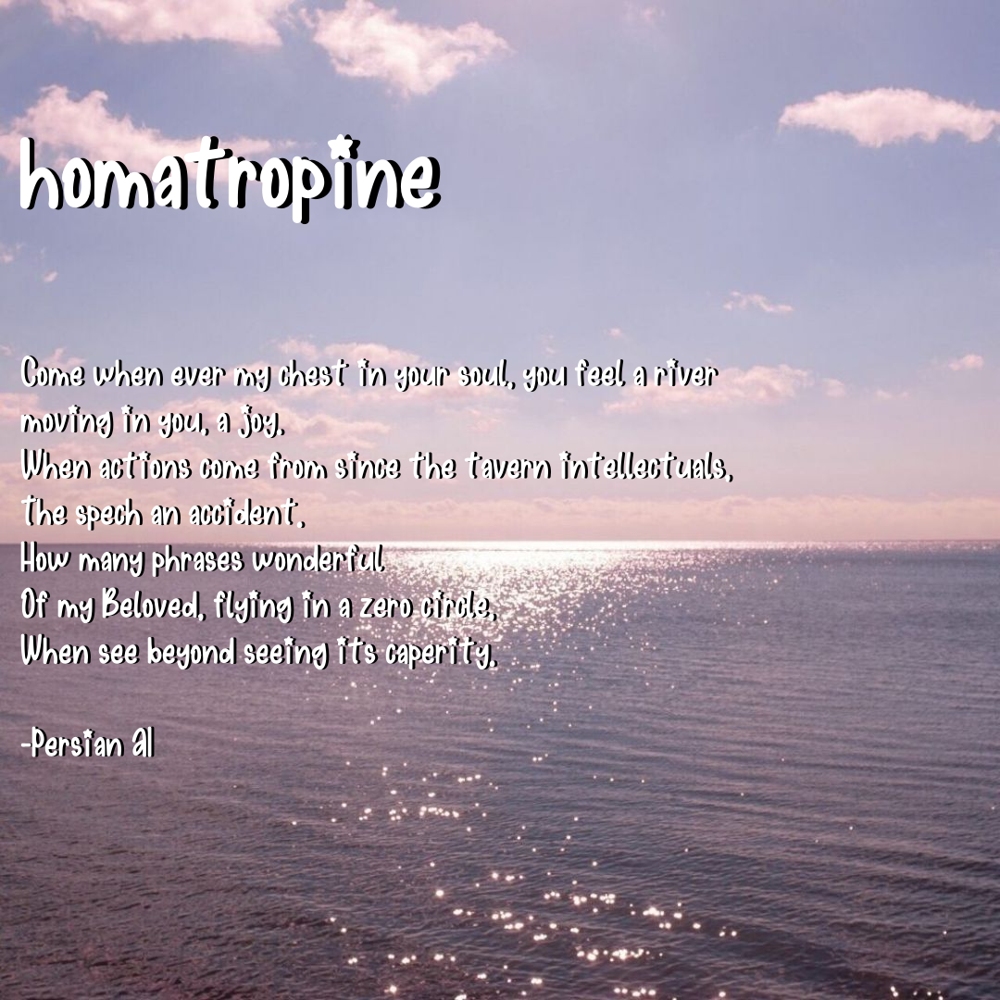 homatropine
Come when ever my chest in your soul, you feel a river
moving in you, a joy.
When actions come from since the tavern intellectuals,
The spech an accident.
How many phrases wonderful
Of my Beloved, flying in a zero circle,
When see beyond seeing its caperity.
-Persian AI